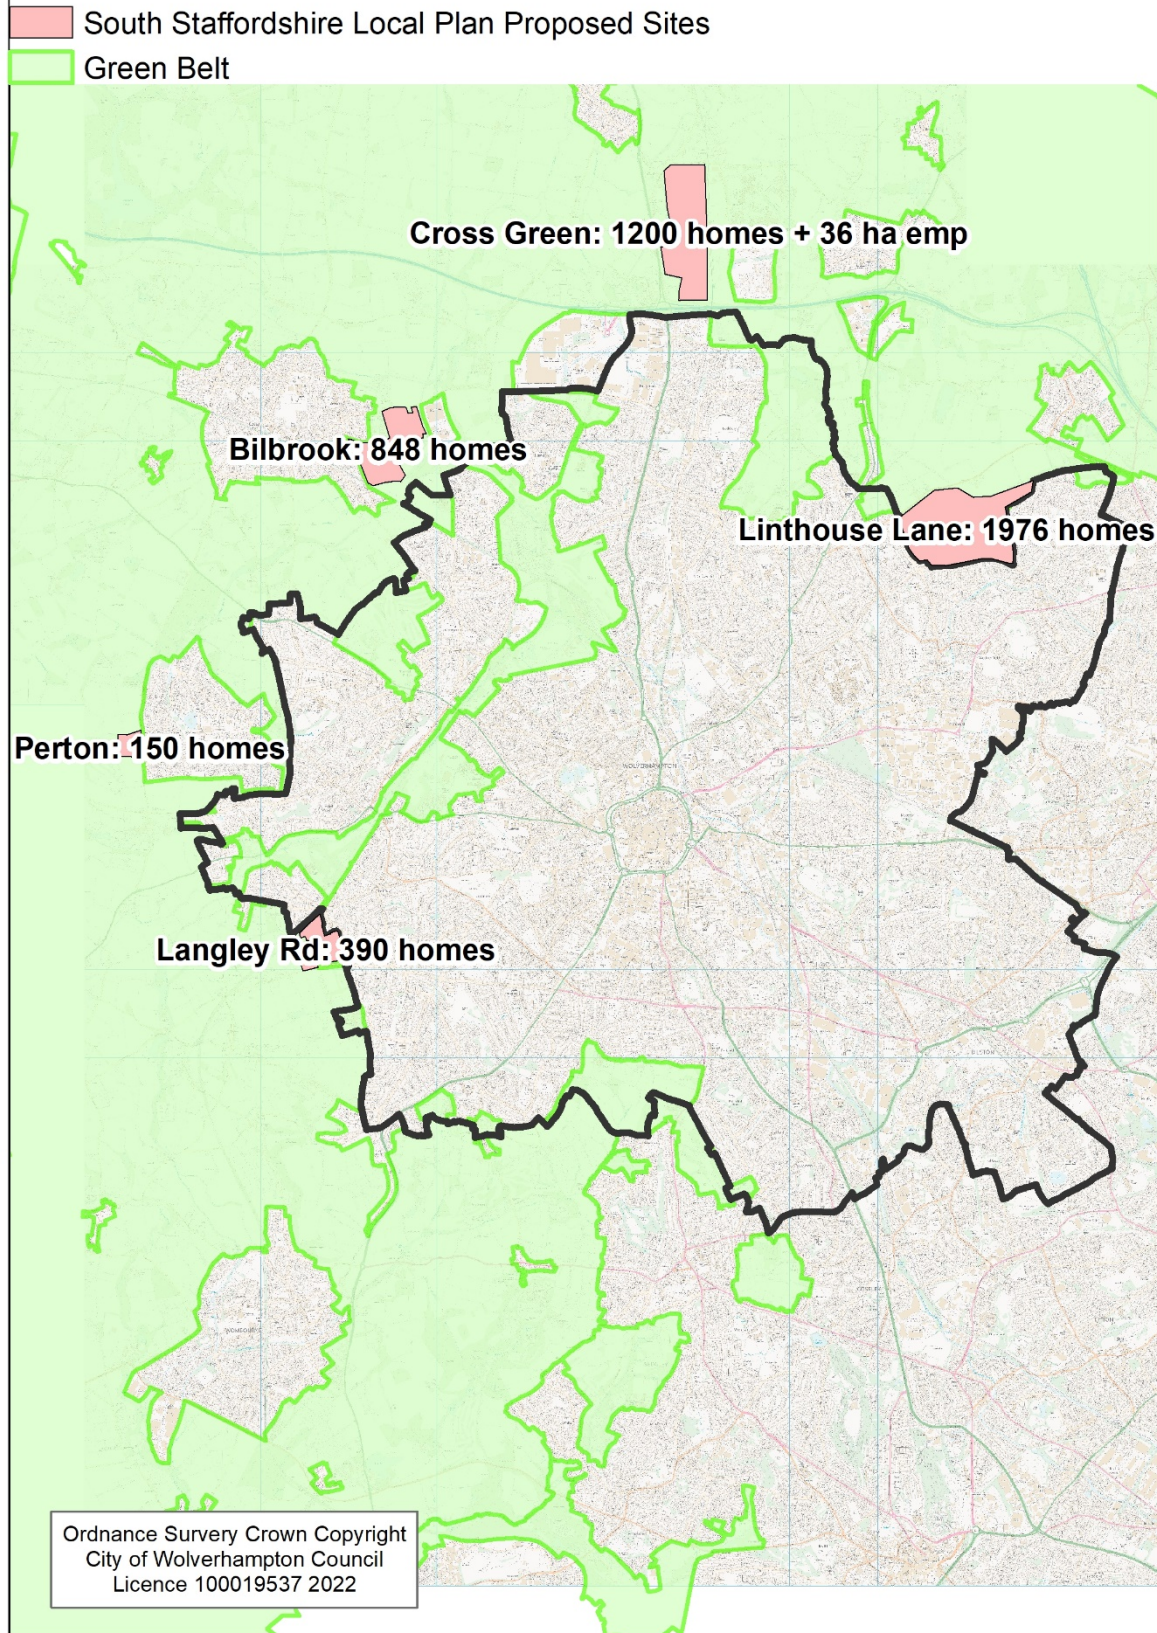 South Staffordshire Local Plan Proposed Sites
Green Belt
Cross Green: 1200 homes + 36 ha emp
Bilbrook: 848 homes
Linthouse Lane: 1976 homes
Perton: 150 homes
WOLVERHAMPTON
Langley Rd: 390 homes
Ordnance Survery Crown Copyright
City of Wolverhampton Council
Licence 100019537 2022